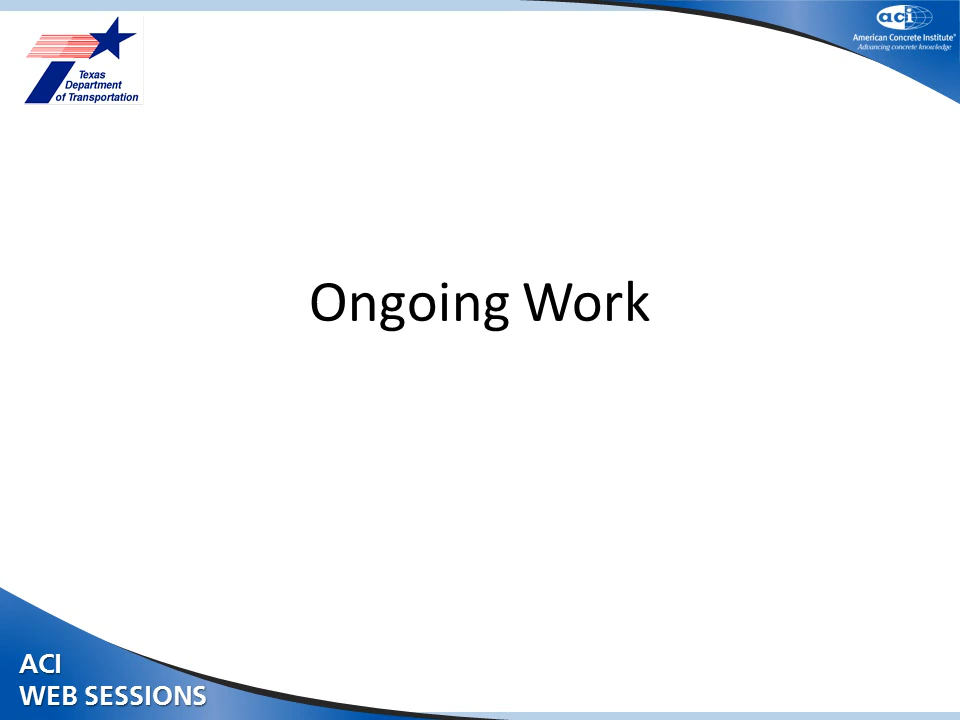 Texas
Department
of Transportation
aci
American Concrete Institute®
Advancing concrete knowledge
Ongoing Work
ACI
WEB SESSIONS